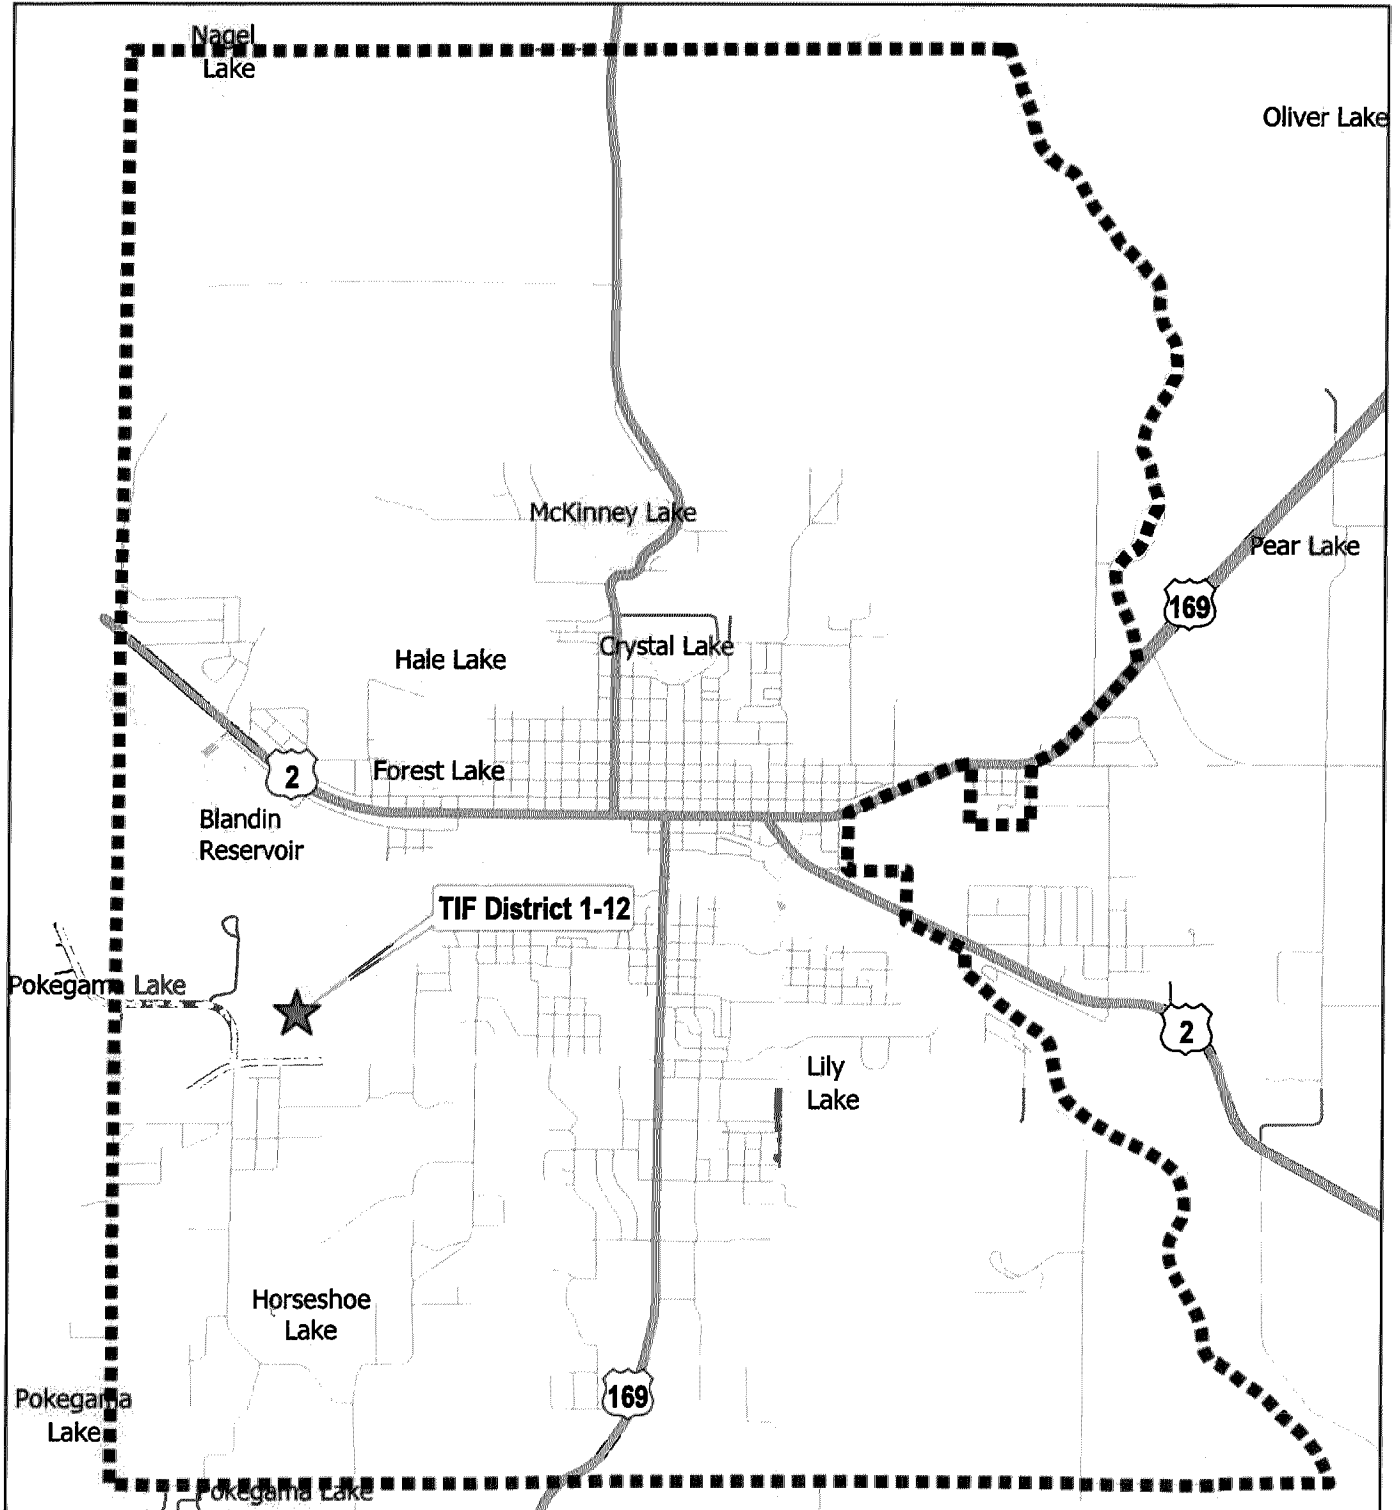 Nagel
Lake
Oliver Lake
McKinney Lake
Pear Lake
169
Crystal Lake
Hale Lake
Forest Lake
2
Blandin
Reservoir
TIF District 1-12
Pokegama Lake
2
Lily
Lake
Horseshoe
Lake
169
Pokegama
Lake
Pokegama Lake